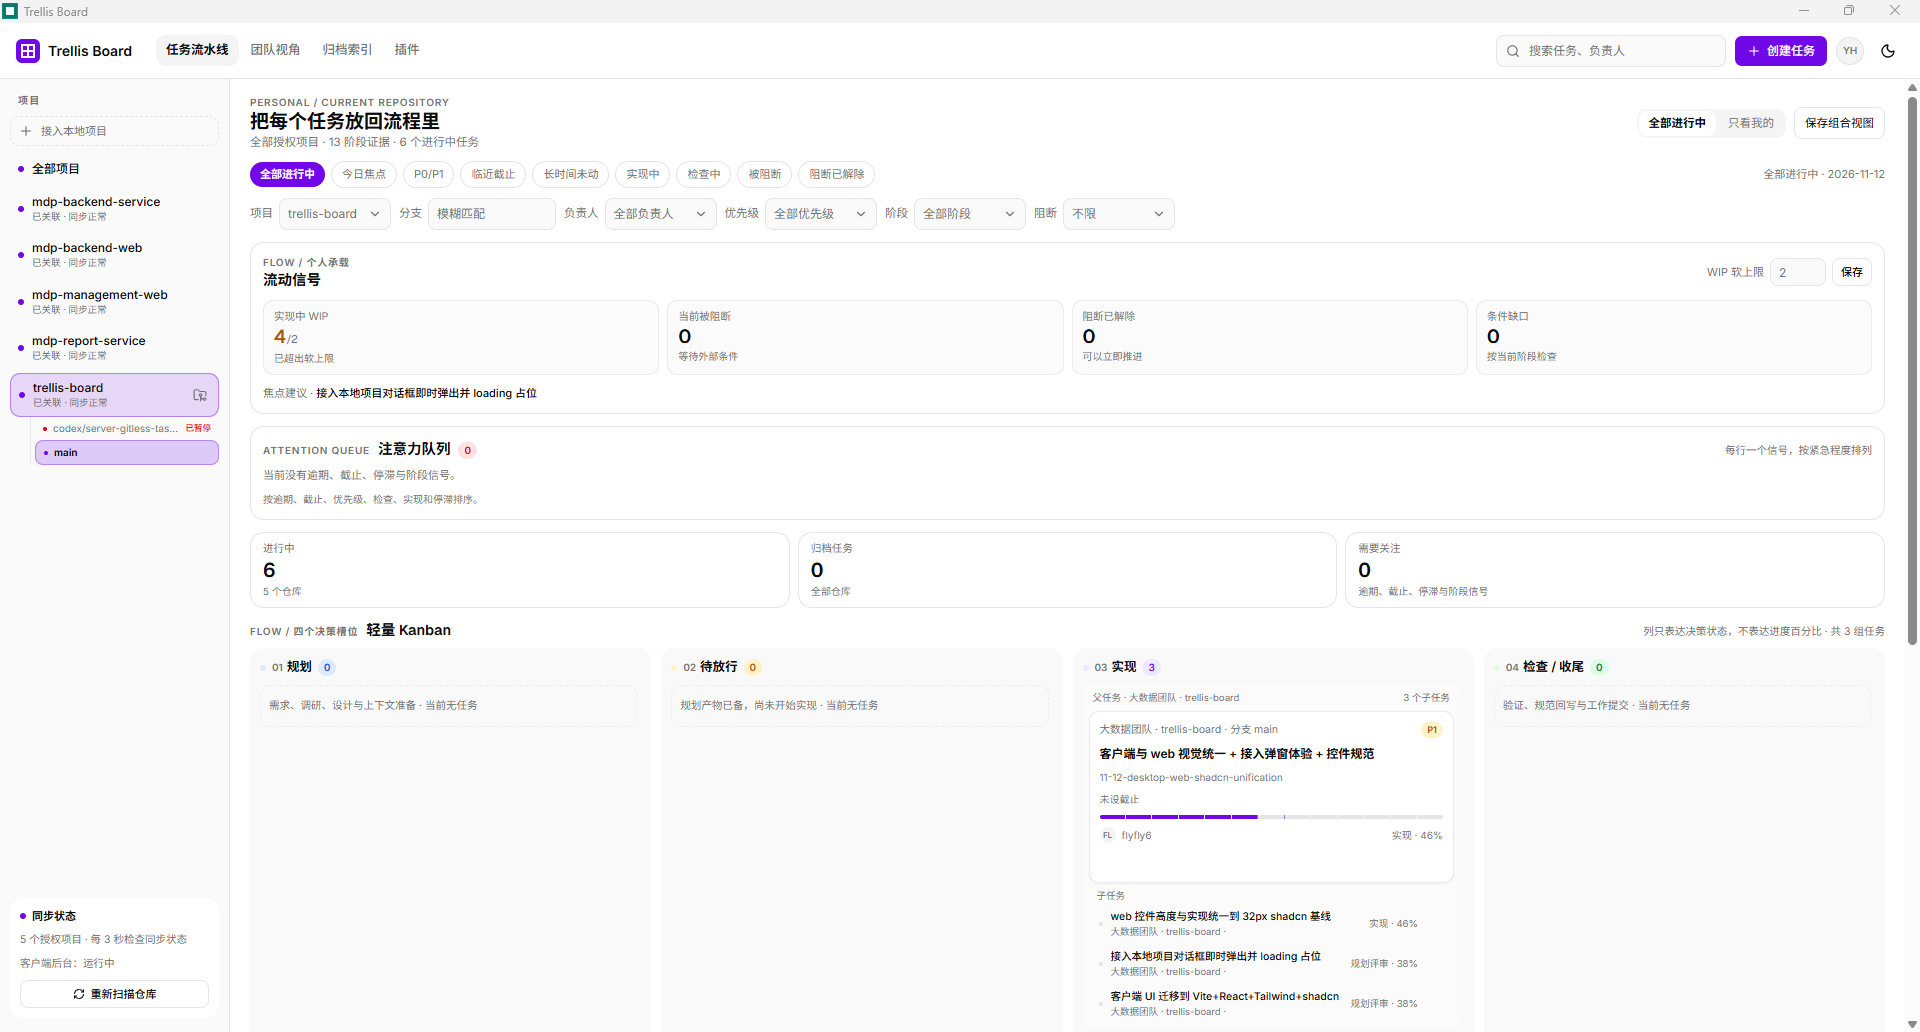 Trellis Board
Trellis Board
任务流水线
团队视角
归档索引
插件
搜索任务、负责人
创建任务
YH
项目
接入本地项目
全部项目
mdp-backend-service
已关联 · 同步正常
mdp-backend-web
已关联 · 同步正常
mdp-management-web
已关联 · 同步正常
mdp-report-service
已关联 · 同步正常
trellis-board
已关联 · 同步正常
codex/server-gitless-tas... 已暂停
main
同步状态
5 个授权项目 · 每 3 秒检查同步状态
客户端后台：运行中
重新扫描仓库
PERSONAL / CURRENT REPOSITORY
把每个任务放回流程里
全部授权项目 · 13 阶段证据 · 6 个进行中任务
全部进行中
只看我的
保存组合视图
全部进行中
今日焦点
P0/P1
临近截止
长时间未动
实现中
检查中
被阻断
阻断已解除
全部进行中 · 2026-11-12
项目 trellis-board
分支 模糊匹配
负责人 全部负责人
优先级 全部优先级
阶段 全部阶段
阻断 不限
FLOW / 个人承载
流动信号
WIP 软上限 2 保存
实现中 WIP
4/2
已超出软上限
当前被阻断
0
等待外部条件
阻断已解除
0
可以立即推进
条件缺口
0
按当前阶段检查
焦点建议 · 接入本地项目对话框即时弹出并 loading 占位
ATTENTION QUEUE 注意力队列 0
每行一个信号，按紧急程度排列
当前没有逾期、截止、停滞与阶段信号。
按逾期、截止、优先级、检查、实现和停滞排序。
进行中
6
5 个仓库
归档任务
0
全部仓库
需要关注
0
逾期、截止、停滞与阶段信号
FLOW / 四个决策槽位 轻量 Kanban
列只表达决策状态，不表达进度百分比 · 共 3 组任务
01 规划 0
需求、调研、设计与上下文准备 · 当前无任务
02 待放行 0
规划产物已备，尚未开始实现 · 当前无任务
03 实现 3
父任务 · 大数据团队 · trellis-board
3 个子任务
大数据团队 · trellis-board · 分支 main
P1
客户端与 web 视觉统一 + 接入弹窗体验 + 控件规范
11-12-desktop-web-shadcn-unification
未设截止
FL flyfly6
实现 · 46%
子任务
web 控件高度与实现统一到 32px shadcn 基线
大数据团队 · trellis-board ·
实现 · 46%
接入本地项目对话框即时弹出并 loading 占位
大数据团队 · trellis-board ·
规划评审 · 38%
客户端 UI 迁移到 Vite+React+Tailwind+shadcn
大数据团队 · trellis-board ·
规划评审 · 38%
04 检查 / 收尾 0
验证、规范回写与工作提交 · 当前无任务